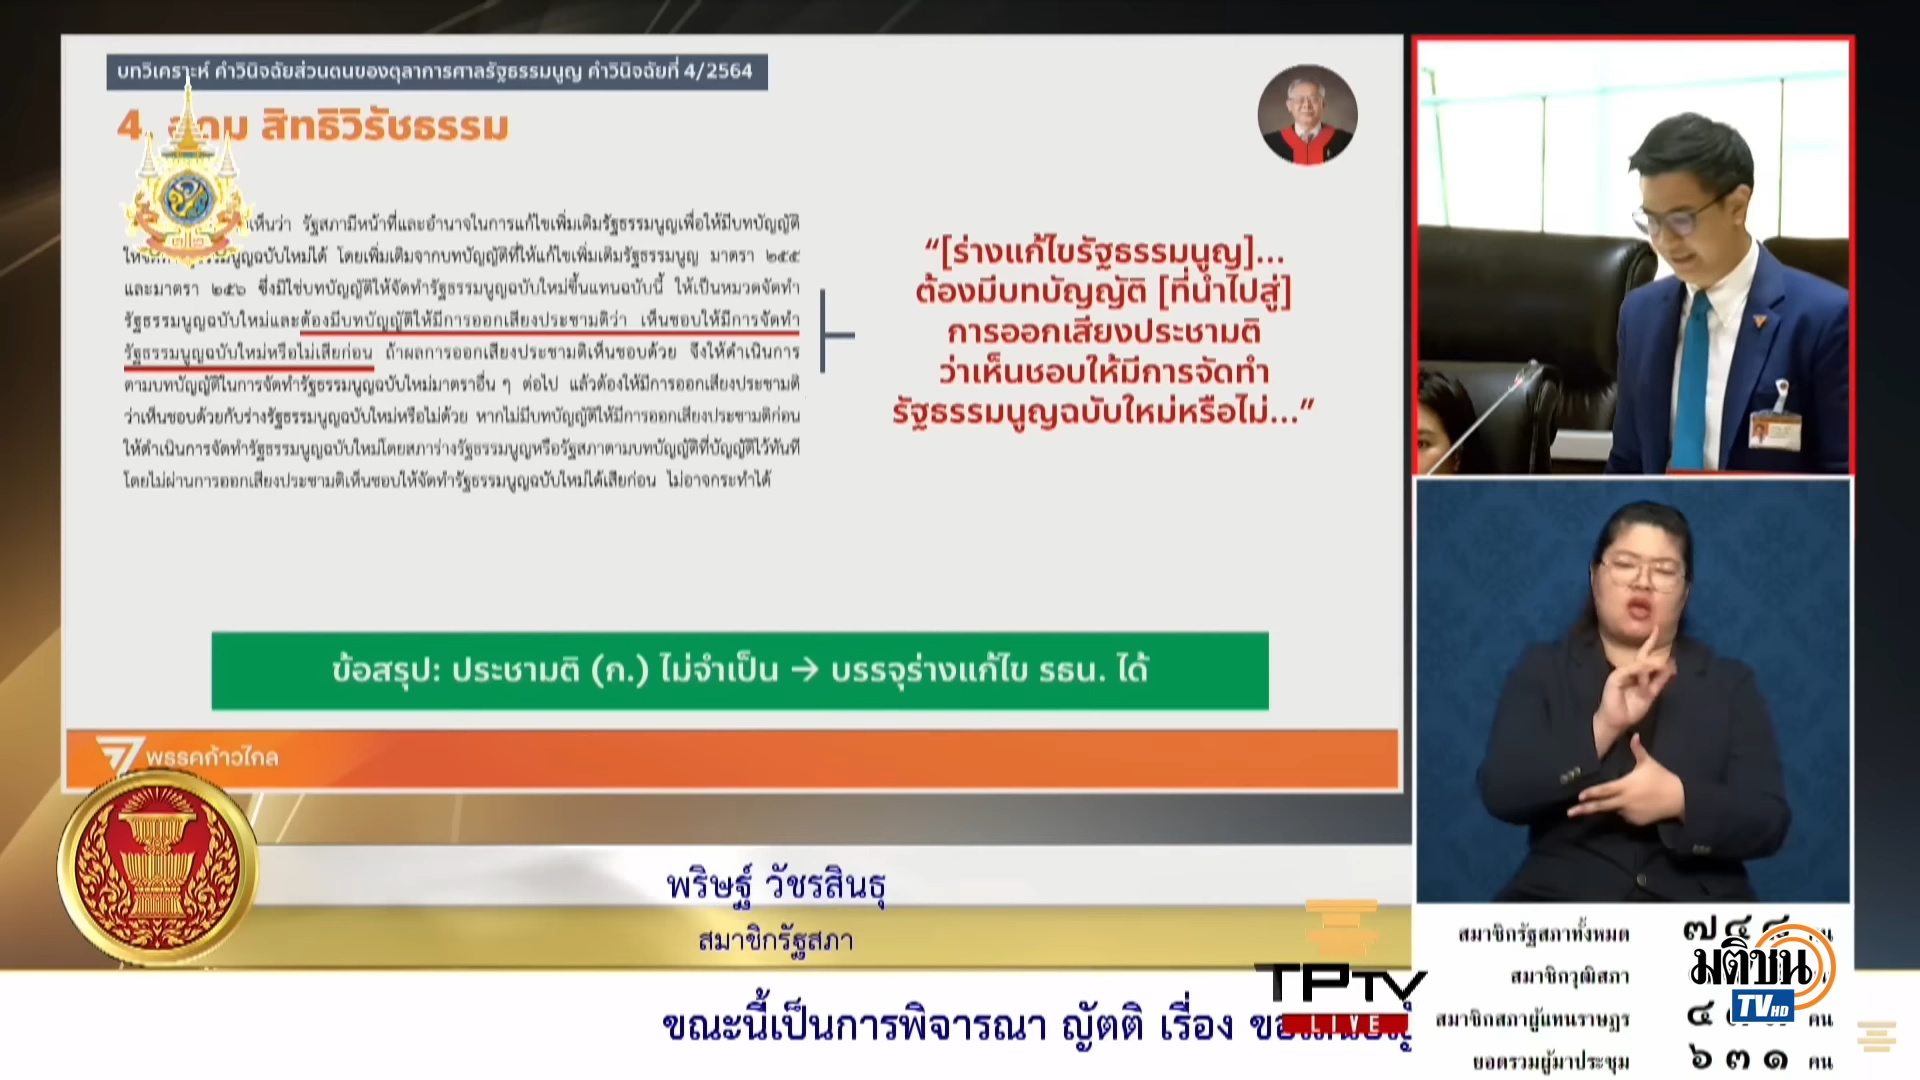 บทวิเคราะห์ คำวินิจฉัยส่วนตนของตุลาการศาลรัฐธรรมนูญ คำวินิจฉัยที่ 4/2564
4. อุดม สิทธิวิรัชธรรม
เห็นว่า รัฐสภามีหน้าที่และอำนาจในการแก้ไขเพิ่มเติมรัฐธรรมนูญเพื่อให้มีบทบัญญัติ
ฉบับใหม่ได้ โดยเพิ่มเติมจากบทบัญญัติที่ให้แก้ไขเพิ่มเติมรัฐธรรมนูญ มาตรา ๒๕๕
และมาตรา ๒๕๖ ซึ่งมิใช่บทบัญญัติให้จัดทำรัฐธรรมนูญฉบับใหม่ขึ้นแทนฉบับนี้ ให้เป็นหมวดจัดทำ
รัฐธรรมนูญฉบับใหม่และต้องมีบทบัญญัติให้มีการออกเสียงประชามติว่า เห็นชอบให้มีการจัดทำ
รัฐธรรมนูญฉบับใหม่หรือไม่เสียก่อน ถ้าผลการออกเสียงประชามติเห็นชอบด้วย จึงให้ดำเนินการ
ตามบทบัญญัติในการจัดทำรัฐธรรมนูญฉบับใหม่มาตราอื่น ๆ ต่อไป แล้วต้องให้มีการออกเสียงประชามติ
ว่าเห็นชอบด้วยกับร่างรัฐธรรมนูญฉบับใหม่หรือไม่ด้วย หากไม่มีบทบัญญัติให้มีการออกเสียงประชามติก่อน
ให้ดำเนินการจัดทำรัฐธรรมนูญฉบับใหม่โดยสภาร่างรัฐธรรมนูญหรือรัฐสภาตามบทบัญญัติที่บัญญัติไว้ทันที
โดยไม่ผ่านการออกเสียงประชามติเห็นชอบให้จัดทำรัฐธรรมนูญฉบับใหม่ได้เสียก่อน ไม่อาจกระทำได้
“[ร่างแก้ไขรัฐธรรมนูญ]...
ต้องมีบทบัญญัติ [ที่นำไปสู่]
การออกเสียงประชามติ
ว่าเห็นชอบให้มีการจัดทำ
รัฐธรรมนูญฉบับใหม่หรือไม่...”
ข้อสรุป: ประชามติ (ก.) ไม่จำเป็น → บรรจุร่างแก้ไข รธน. ได้
พรรคก้าวไกล
พริษฐ์ วัชรสินธุ
สมาชิกรัฐสภา
ขณะนี้เป็นการพิจารณา ญัตติ เรื่อง
TPTV
LIVE
สมาชิกรัฐสภาทั้งหมด คน
สมาชิกวุฒิสภา
สมาชิกสภาผู้แทนราษฎร คน
ยอดรวมผู้มาประชุม ๖๓๑ คน
มติชน
TV HD